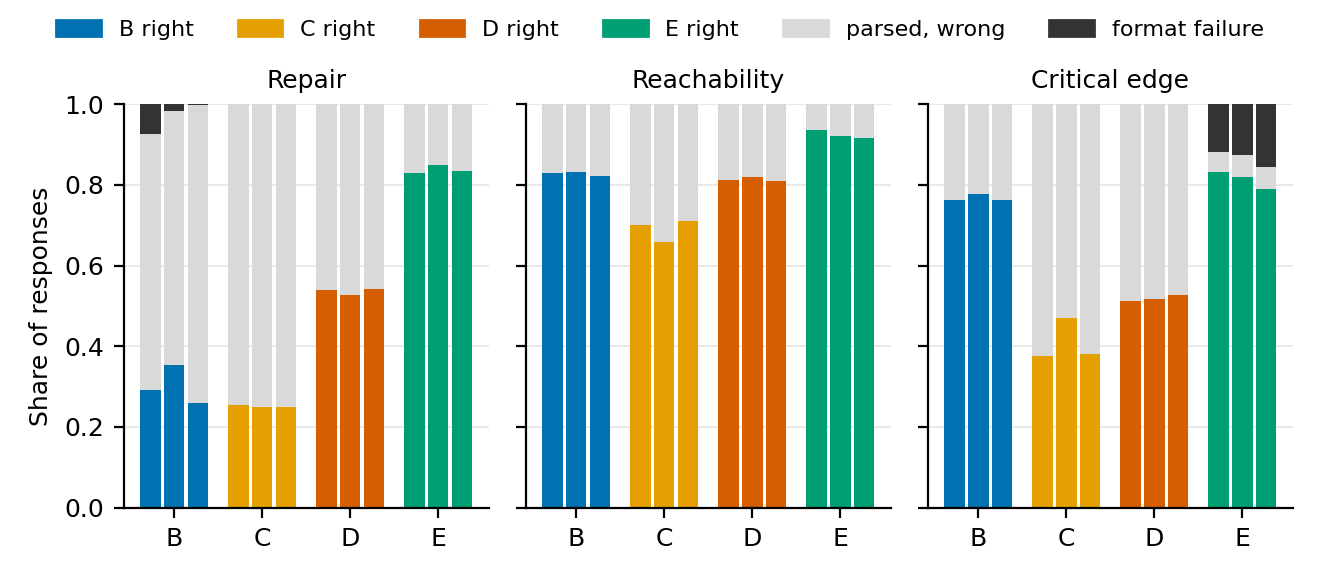 B right C right D right E right parsed, wrong format failure
Repair Reachability Critical edge
Share of responses
1.0
0.8
0.6
0.4
0.2
0.0
B C D E B C D E B C D E